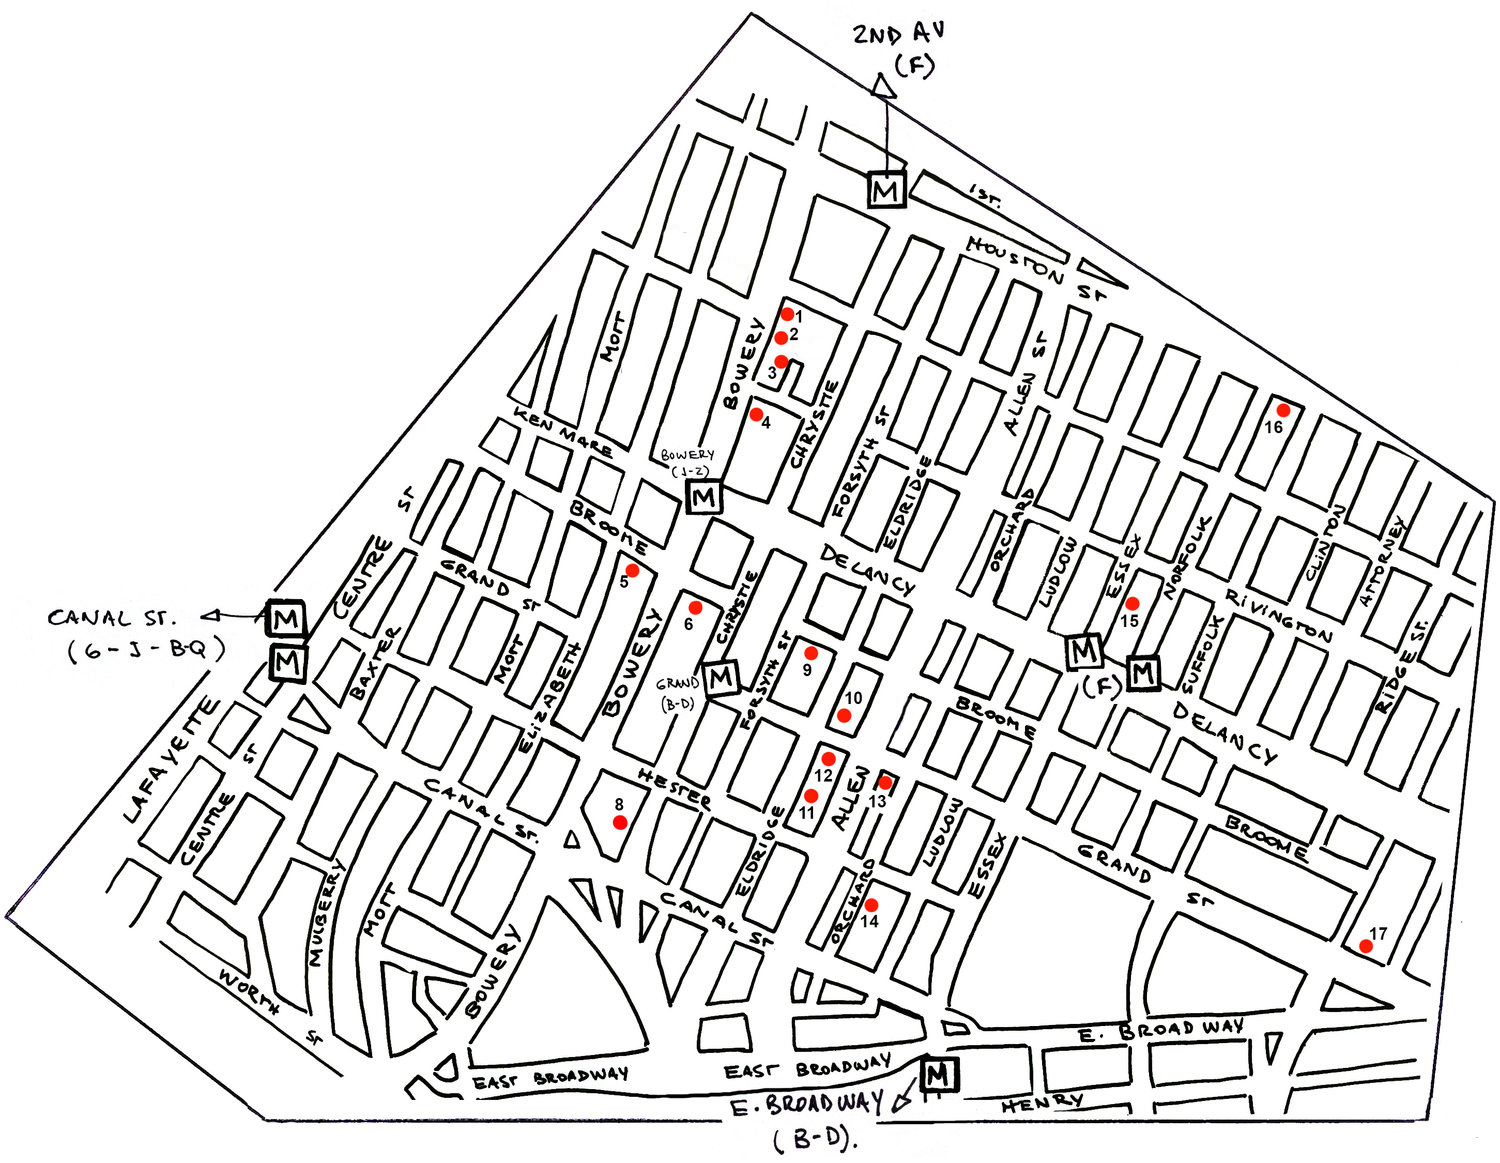 2ND AV
(F)
M
1ST.
HOUSTON ST
MOTT
BOWERY
1
2
3
4
CHRYSTIE
FORSYTH ST
ELDRIDGE
ALLEN ST
ORCHARD
LUDLOW
ESSEX
NORFOLK
SUFFOLK
CLINTON
ATTORNEY
RIDGE ST.
RIVINGTON
16
15
KENMARE
BOWERY
(J-Z)
M
BROOME
DELANCY
CENTRE ST
GRAND ST
5
6
CHRYSTIE
BOWERY
CANAL ST.
(6-J-B-Q)
M
M
BAXTER
MOTT
ELIZABETH
GRAND
(B-D)
M
FORSYTH ST
9
10
M
M
(F)
BROOME
DELANCY
LAFAYETTE
CENTRE ST
CANAL ST.
HESTER
8
12
11
ALLEN
13
ELDRIDGE
LUDLOW
ESSEX
GRAND ST
BROOME
MULBERRY
MOTT
BOWERY
CANAL ST
ORCHARD
14
17
WORTH ST
EAST BROADWAY
EAST BROADWAY
E. BROADWAY
M
HENRY
E. BROADWAY
(B-D).